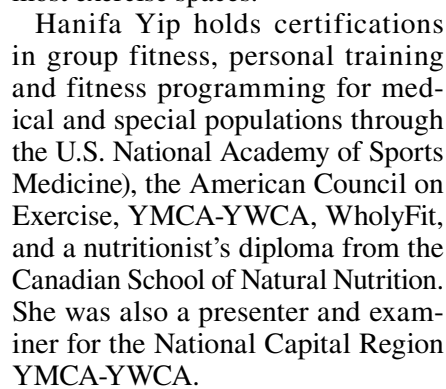 most exercise spaces.
Hanifa Yip holds certifications
in group fitness, personal training
and fitness programming for med-
ical and special populations through
the U.S. National Academy of Sports
Medicine), the American Council on
Exercise, YMCA-YWCA, WholyFit,
and a nutritionist’s diploma from the
Canadian School of Natural Nutrition.
She was also a presenter and exam-
iner for the National Capital Region
YMCA-YWCA.